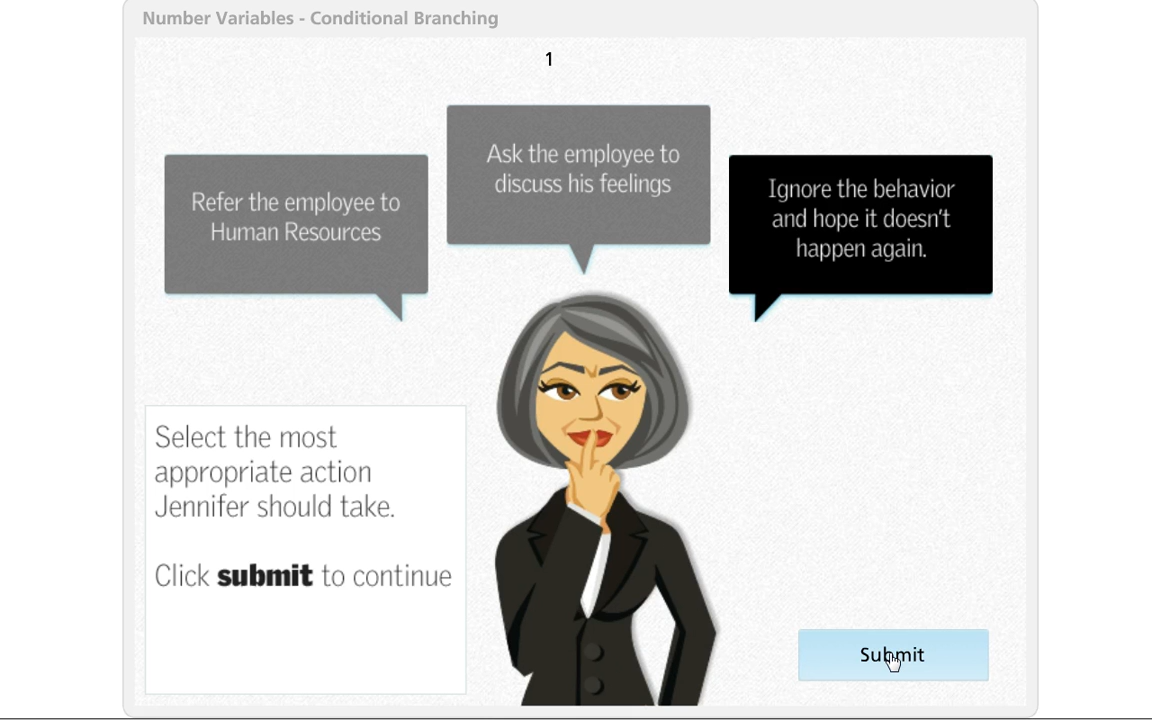 Number Variables - Conditional Branching
1
Refer the employee to
Human Resources
Ask the employee to
discuss his feelings
Ignore the behavior
and hope it doesn't
happen again.
Select the most
appropriate action
Jennifer should take.
Click submit to continue
Submit